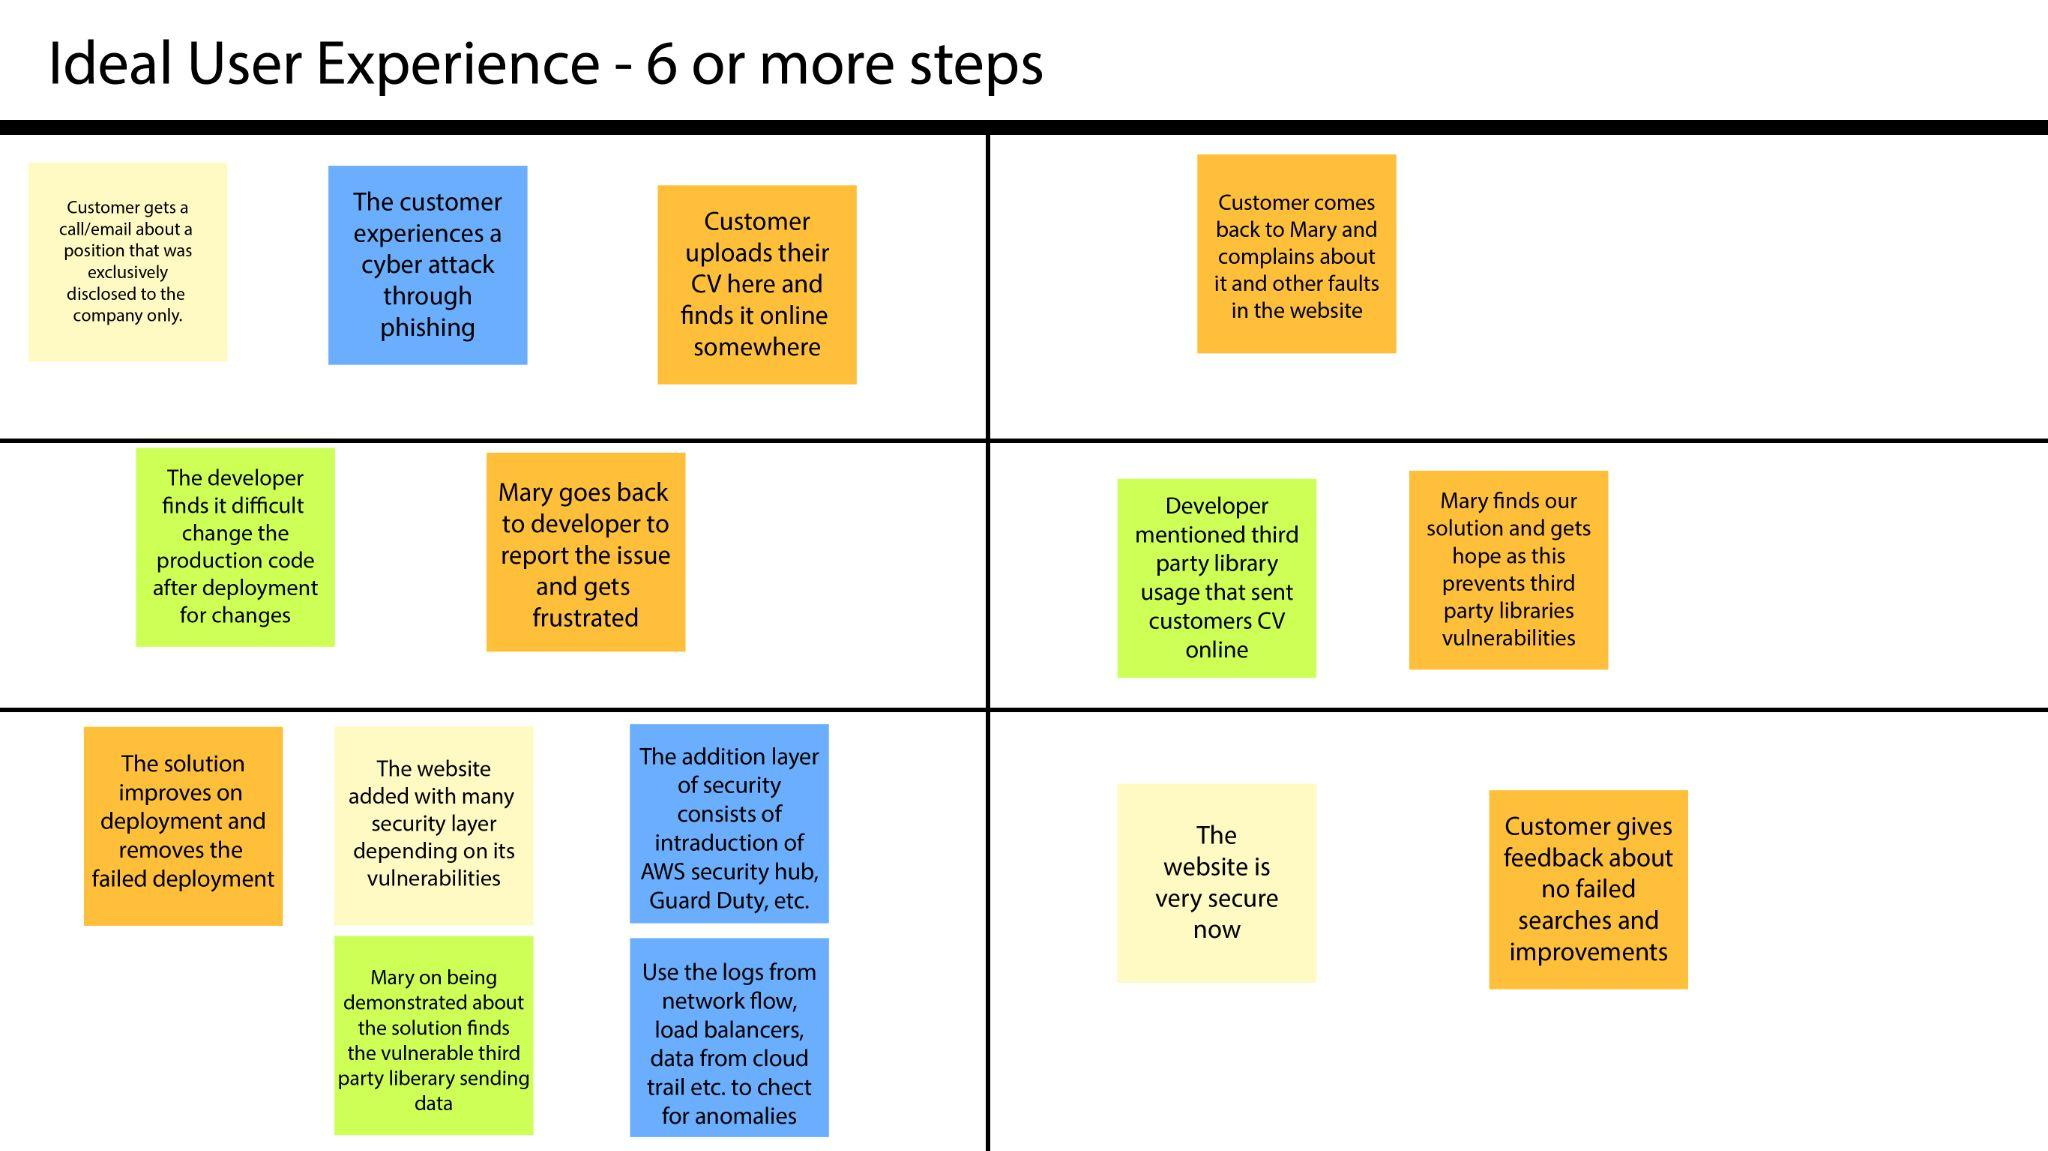 Ideal User Experience - 6 or more steps
Customer gets a
call/email about a
position that was
exclusively
disclosed to the
company only.
The customer
experiences a
cyber attack
through
phishing
Customer
uploads their
CV here and
finds it online
somewhere
Customer comes
back to Mary and
complains about
it and other faults
in the website
The developer
finds it difficult
change the
production code
after deployment
for changes
Mary goes back
to developer to
report the issue
and gets
frustrated
Developer
mentioned third
party library
usage that sent
customers CV
online
Mary finds our
solution and gets
hope as this
prevents third
party libraries
vulnerabilities
The solution
improves on
deployment and
removes the
failed deployment
The website
added with many
security layer
depending on its
vulnerabilities
The addition layer
of security
consists of
intraduction of
AWS security hub,
Guard Duty, etc.
Mary on being
demonstrated about
the solution finds
the vulnerable third
party liberary sending
data
Use the logs from
network flow,
load balancers,
data from cloud
trail etc. to chect
for anomalies
The
website is
very secure
now
Customer gives
feedback about
no failed
searches and
improvements